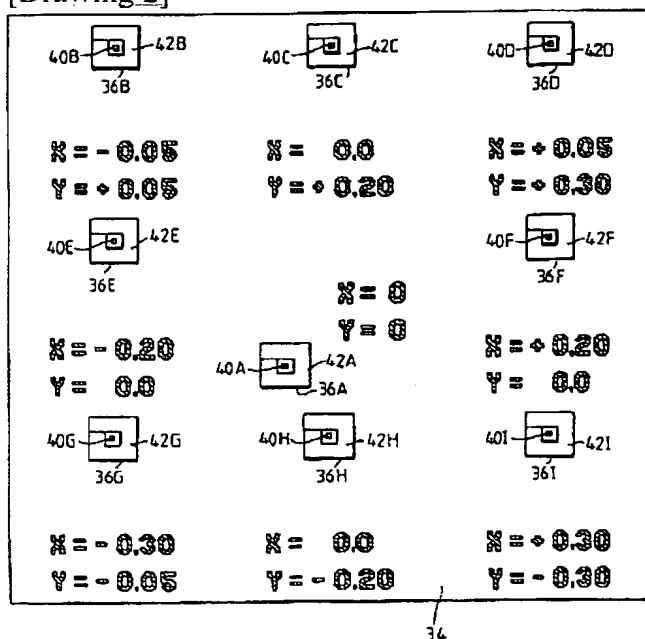 [Drawing 2]
40B 42B 40C 42C 40D 42D
36B 36C 36D
X = - 0.05 X = 0.0 X = + 0.05
Y = + 0.05 Y = + 0.20 Y = + 0.30
40E 42E 40F 42F
36E 36F
X = 0
Y = 0
X = - 0.20 X = + 0.20
Y = 0.0 Y = 0.0
40A 42A
36A
40G 42G 40H 42H 40I 42I
36G 36H 36I
X = - 0.30 X = 0.0 X = + 0.30
Y = - 0.05 Y = - 0.20 Y = - 0.30
34